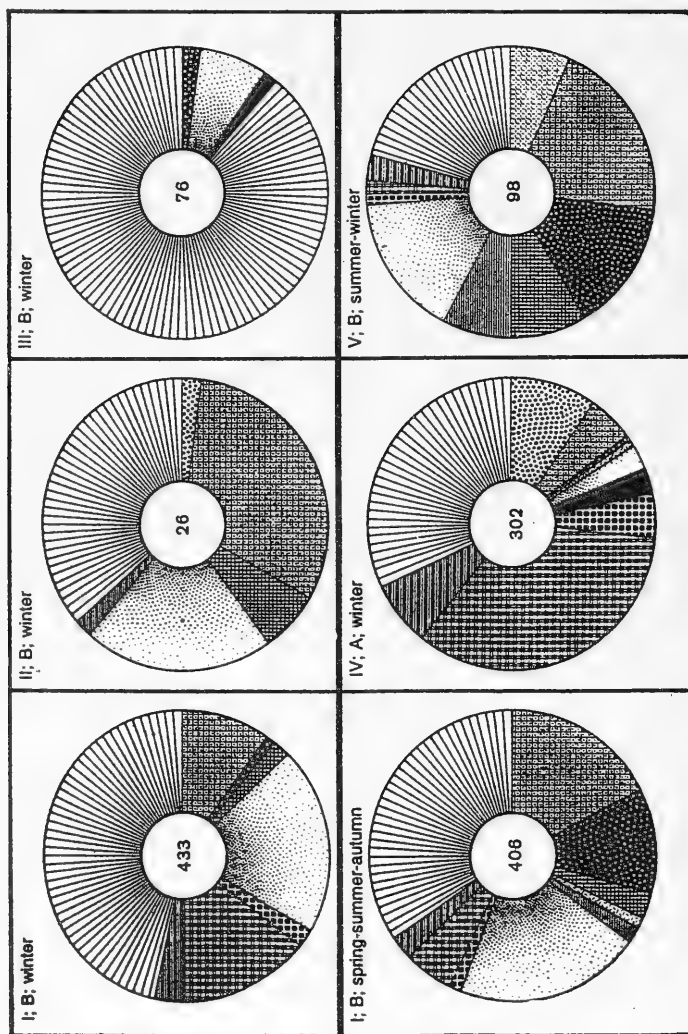 I; B; winter
433
II; B; winter
26
III; B; winter
76
I; B; spring-summer-autumn
406
IV; A; winter
302
V; B; summer-winter
98